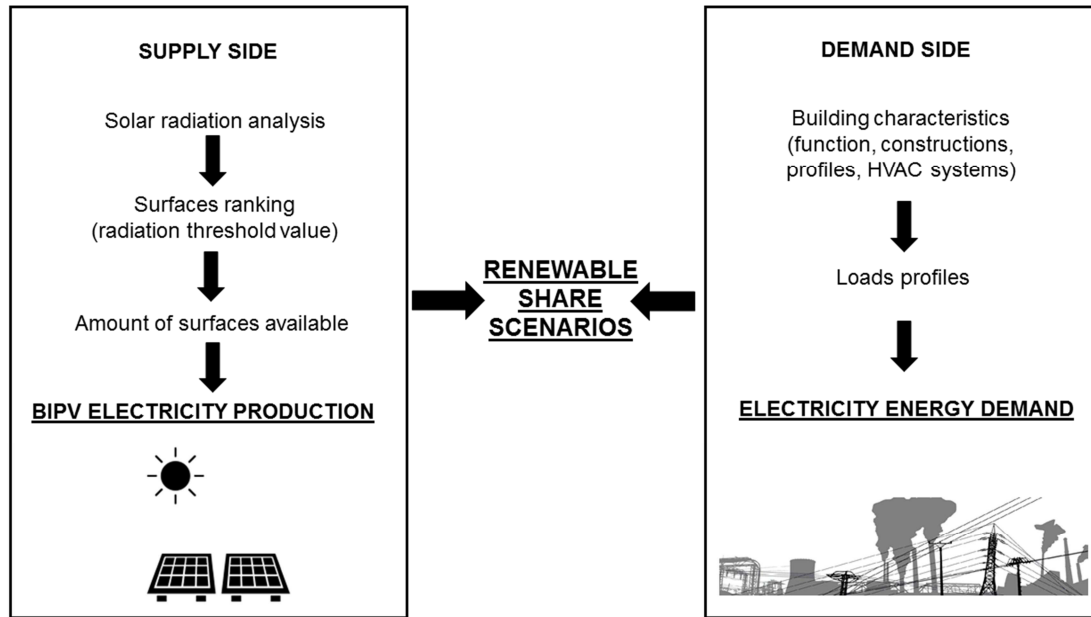 SUPPLY SIDE
Solar radiation analysis
Surfaces ranking
(radiation threshold value)
Amount of surfaces available
BIPV ELECTRICITY PRODUCTION
RENEWABLE
SHARE
SCENARIOS
DEMAND SIDE
Building characteristics
(function, constructions,
profiles, HVAC systems)
Loads profiles
ELECTRICITY ENERGY DEMAND